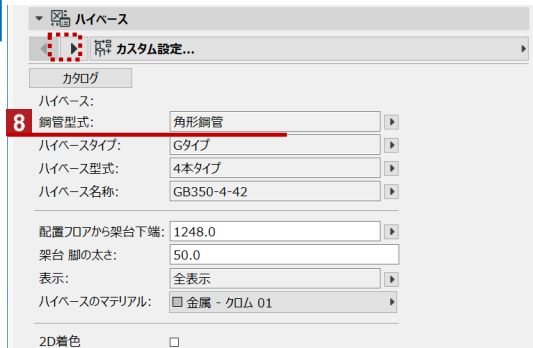 ハイベース
カスタム設定...
カタログ
ハイベース:
8 鋼管型式: 角形鋼管
ハイベースタイプ: Gタイプ
ハイベース型式: 4本タイプ
ハイベース名称: GB350-4-42
配置フロアから架台下端: 1248.0
架台 脚の太さ: 50.0
表示: 全表示
ハイベースのマテリアル: 金属 - クロム 01
2D着色